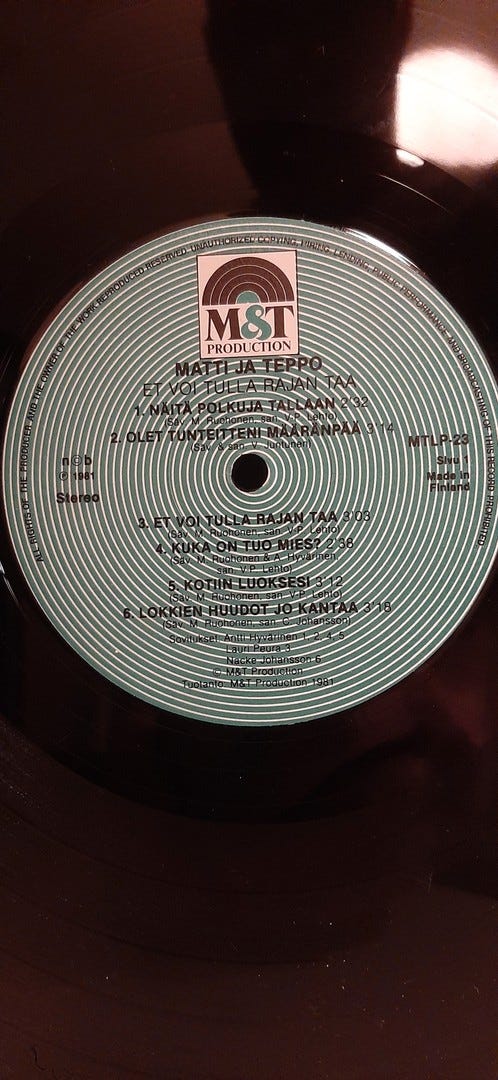 ALL RIGHTS OF THE PRODUCER AND THE OWNER OF THE WORK REPRODUCED RESERVED. UNAUTHORIZED COPYING, HIRING, LENDING, PUBLIC PERFORMANCE AND BROADCASTING OF THIS RECORD PROHIBITED
M&T
PRODUCTION
MATTI JA TEPPO
ET VOI TULLA RAJAN TAA
1. NÄITÄ POLKUJA TALLAAN 2'32
(Säv. M. Ruohonen, san. V.P. Lehto)
2. OLET TUNTEITTENI MÄÄRÄNPÄÄ 3'14
(Säv. & san. V. Juntunen)
MTLP-23
Sivu 1
Made in
Finland
n©b
℗ 1981
Stereo
3. ET VOI TULLA RAJAN TAA 3'03
(Säv. M. Ruohonen, san. V-P. Lehto)
4. KUKA ON TUO MIES? 2'36
(Säv. M. Ruohonen & A. Hyvärinen
san. V-P. Lehto)
5. KOTIIN LUOKSESI 3'12
(Säv. M. Ruohonen, san. V-P. Lehto)
6. LOKKIEN HUUDOT JO KANTAA 3'18
(Säv. M. Ruohonen, san. C. Johansson)
Sovitukset: Antti Hyvärinen 1, 2, 4, 5
Lauri Peura 3
Nacke Johansson 6
© M&T Production
Tuotanto: M&T Production 1981